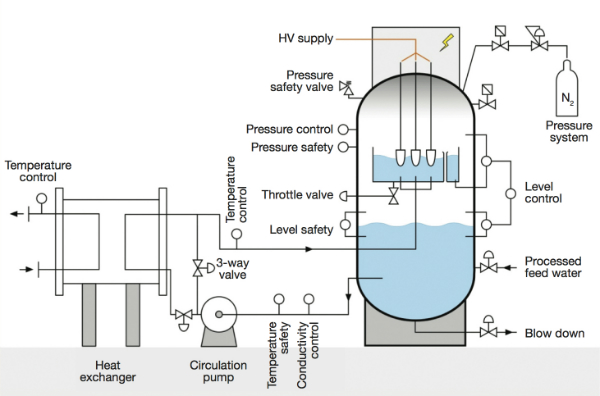 HV supply
Pressure
safety valve
N2
Pressure
system
Pressure control
Pressure safety
Temperature
control
Temperature
control
Throttle valve
Level
control
Level safety
3-way
valve
Processed
feed water
Temperature
safety
Conductivity
control
Blow down
Heat
exchanger
Circulation
pump